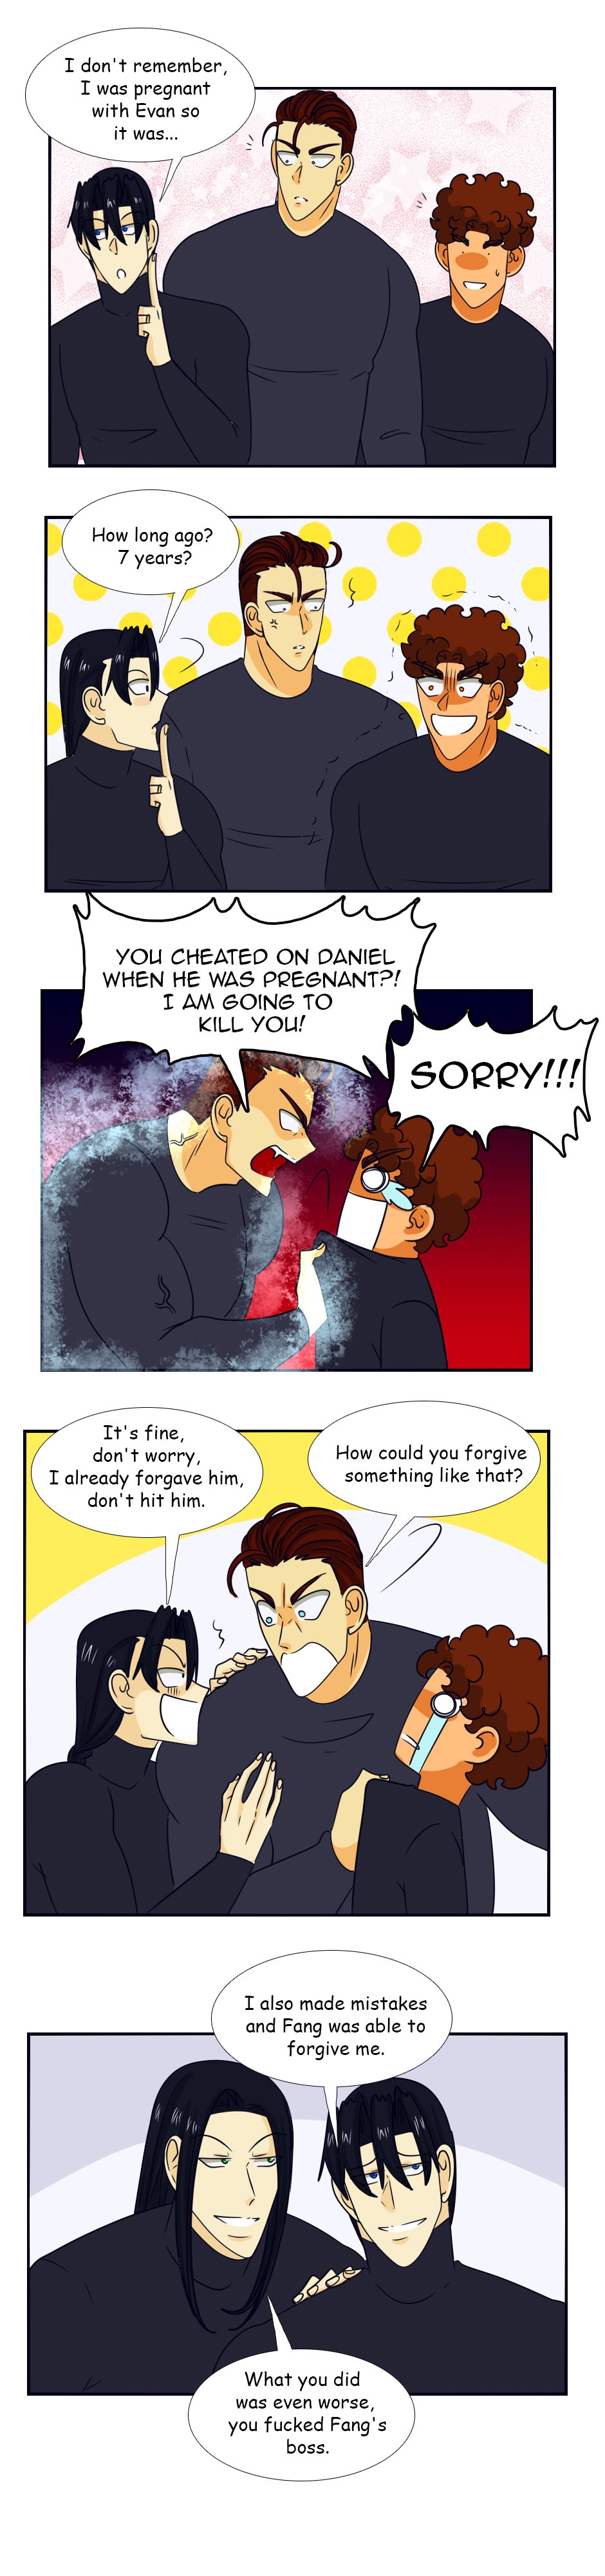 I don't remember,
I was pregnant
with Evan so
it was...
How long ago?
7 years?
YOU CHEATED ON DANIEL
WHEN HE WAS PREGNANT?!
I AM GOING TO
KILL YOU!
SORRY!!!
It's fine,
don't worry,
I already forgave him,
don't hit him.
How could you forgive
something like that?
I also made mistakes
and Fang was able to
forgive me.
What you did
was even worse,
you fucked Fang's
boss.